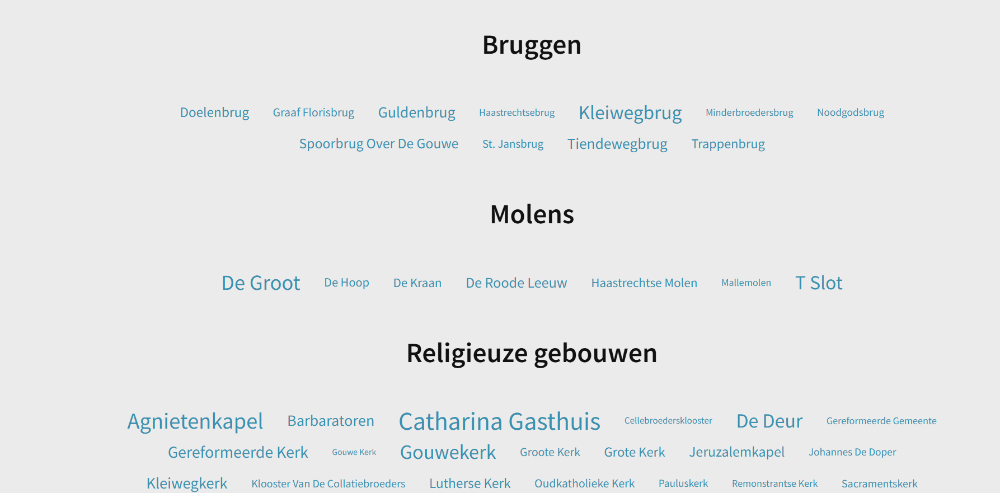 Bruggen
Doelenbrug Graaf Florisbrug Guldenbrug Haastrechtsebrug Kleiwegbrug Minderbroedersbrug Noodgodsbrug
Spoorbrug Over De Gouwe St. Jansbrug Tiendewegbrug Trappenbrug
Molens
De Groot De Hoop De Kraan De Roode Leeuw Haastrechtse Molen Mallemolen T Slot
Religieuze gebouwen
Agnietenkapel Barbaratoren Catharina Gasthuis Cellebroedersklooster De Deur Gereformeerde Gemeente
Gereformeerde Kerk Gouwe Kerk Gouwekerk Groote Kerk Grote Kerk Jeruzalemkapel Johannes De Doper
Kleiwegkerk Klooster Van De Collatiebroeders Lutherse Kerk Oudkatholieke Kerk Pauluskerk Remonstrantse Kerk Sacramentskerk